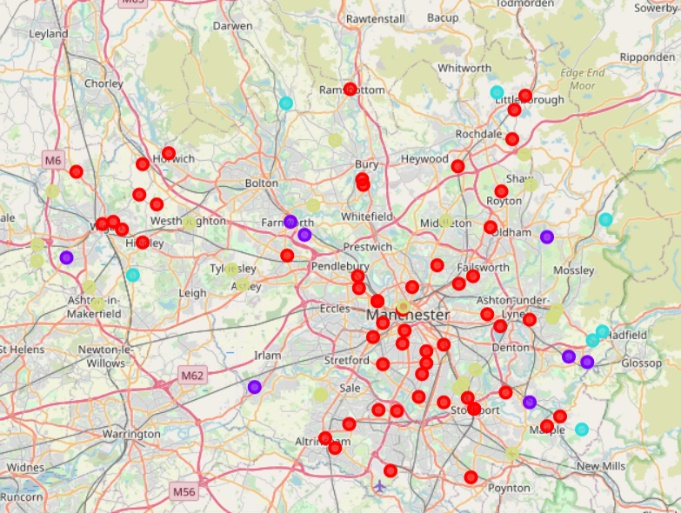 M65
Todmorden
Sowerby
Leyland
Darwen
Rawtenstall
Bacup
Ripponden
Whitworth
Chorley
Edge End
Moor
Littleborough
Rochdale
M6
Horwich
Bury
Heywood
Bolton
Shaw
Royton
Whitefield
Middleton
Oldham
Prestwich
Pendlebury
Failsworth
Mossley
Tyldesley
Astley
Leigh
Ashton-in-
Makerfield
Eccles
Manchester
Ashton-under-
Lyne
Hadfield
St Helens
Newton-le-
Willows
Irlam
Stretford
Denton
Glossop
M62
Sale
Stockport
Warrington
Altrincham
Marple
Widnes
New Mills
Runcorn
M56
Poynton